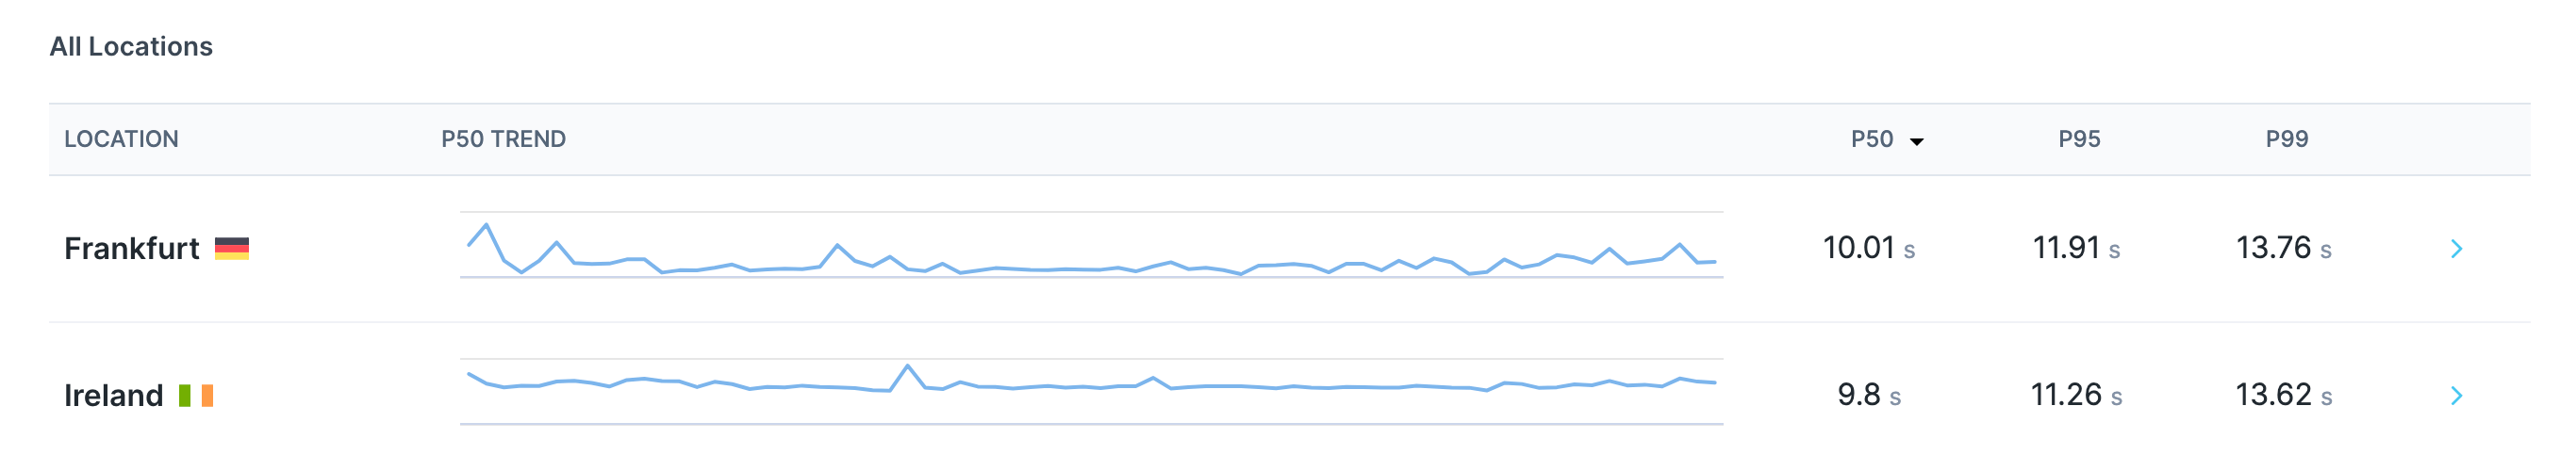 All Locations
LOCATION P50 TREND P50 P95 P99
Frankfurt 10.01 s 11.91 s 13.76 s
Ireland 9.8 s 11.26 s 13.62 s